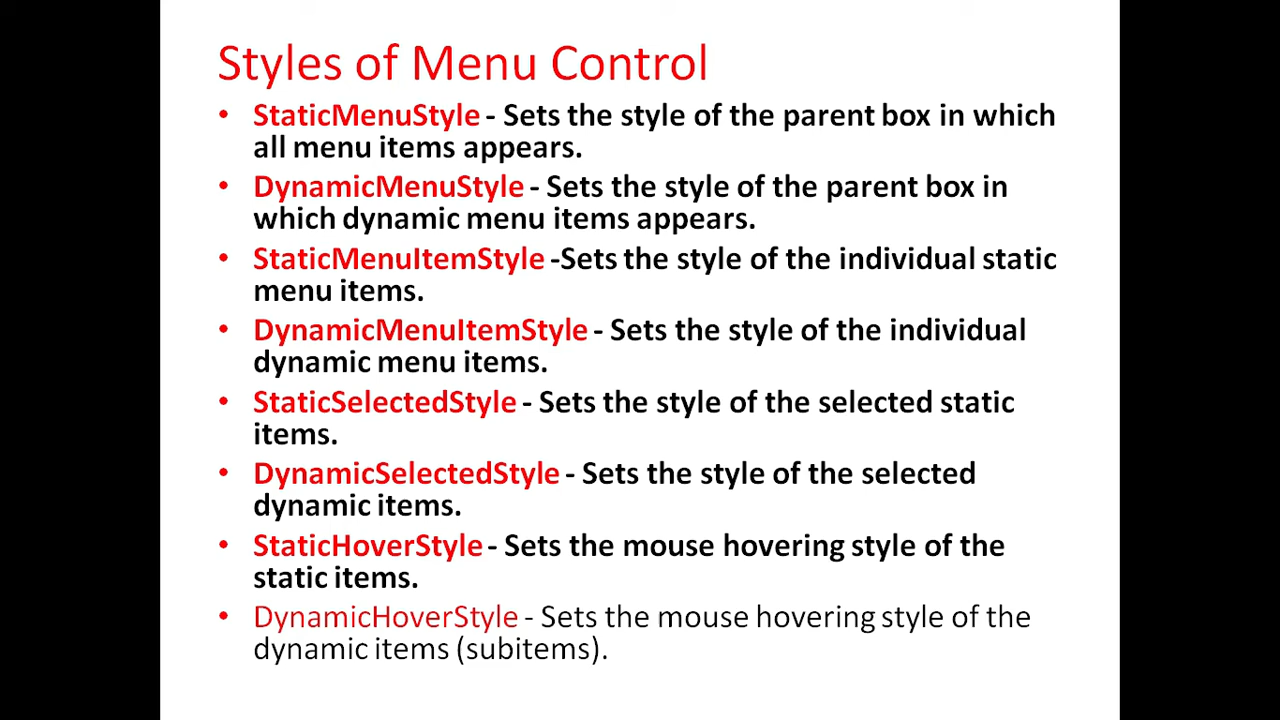 Styles of Menu Control
• StaticMenuStyle - Sets the style of the parent box in which
all menu items appears.
• DynamicMenuStyle - Sets the style of the parent box in
which dynamic menu items appears.
• StaticMenuItemStyle -Sets the style of the individual static
menu items.
• DynamicMenuItemStyle - Sets the style of the individual
dynamic menu items.
• StaticSelectedStyle - Sets the style of the selected static
items.
• DynamicSelectedStyle - Sets the style of the selected
dynamic items.
• StaticHoverStyle - Sets the mouse hovering style of the
static items.
• DynamicHoverStyle - Sets the mouse hovering style of the
dynamic items (subitems).